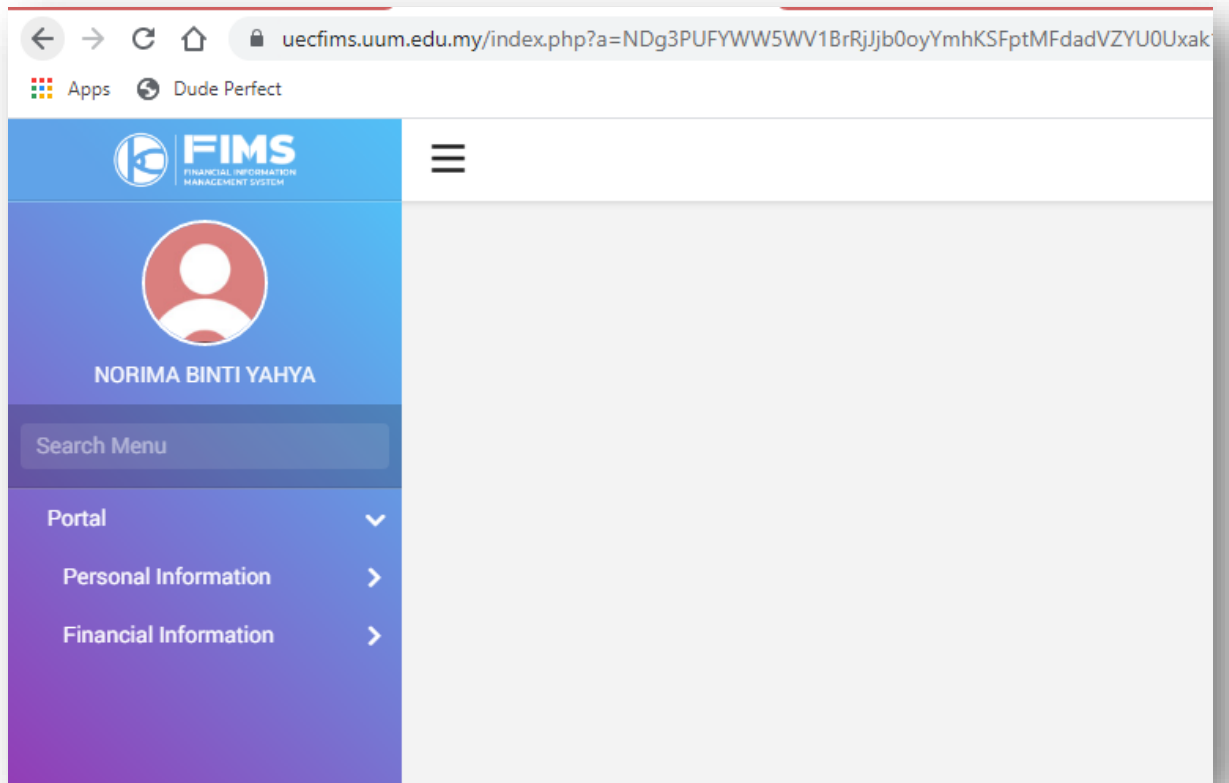 uecfims.uum.edu.my/index.php?a=NDg3PUFYWW5WV1BrRjJjb0oyYmhKSFptMFdadVZYU0Uxak
Apps Dude Perfect
FIMS
FINANCIAL INFORMATION
MANAGEMENT SYSTEM
NORIMA BINTI YAHYA
Search Menu
Portal
Personal Information
Financial Information